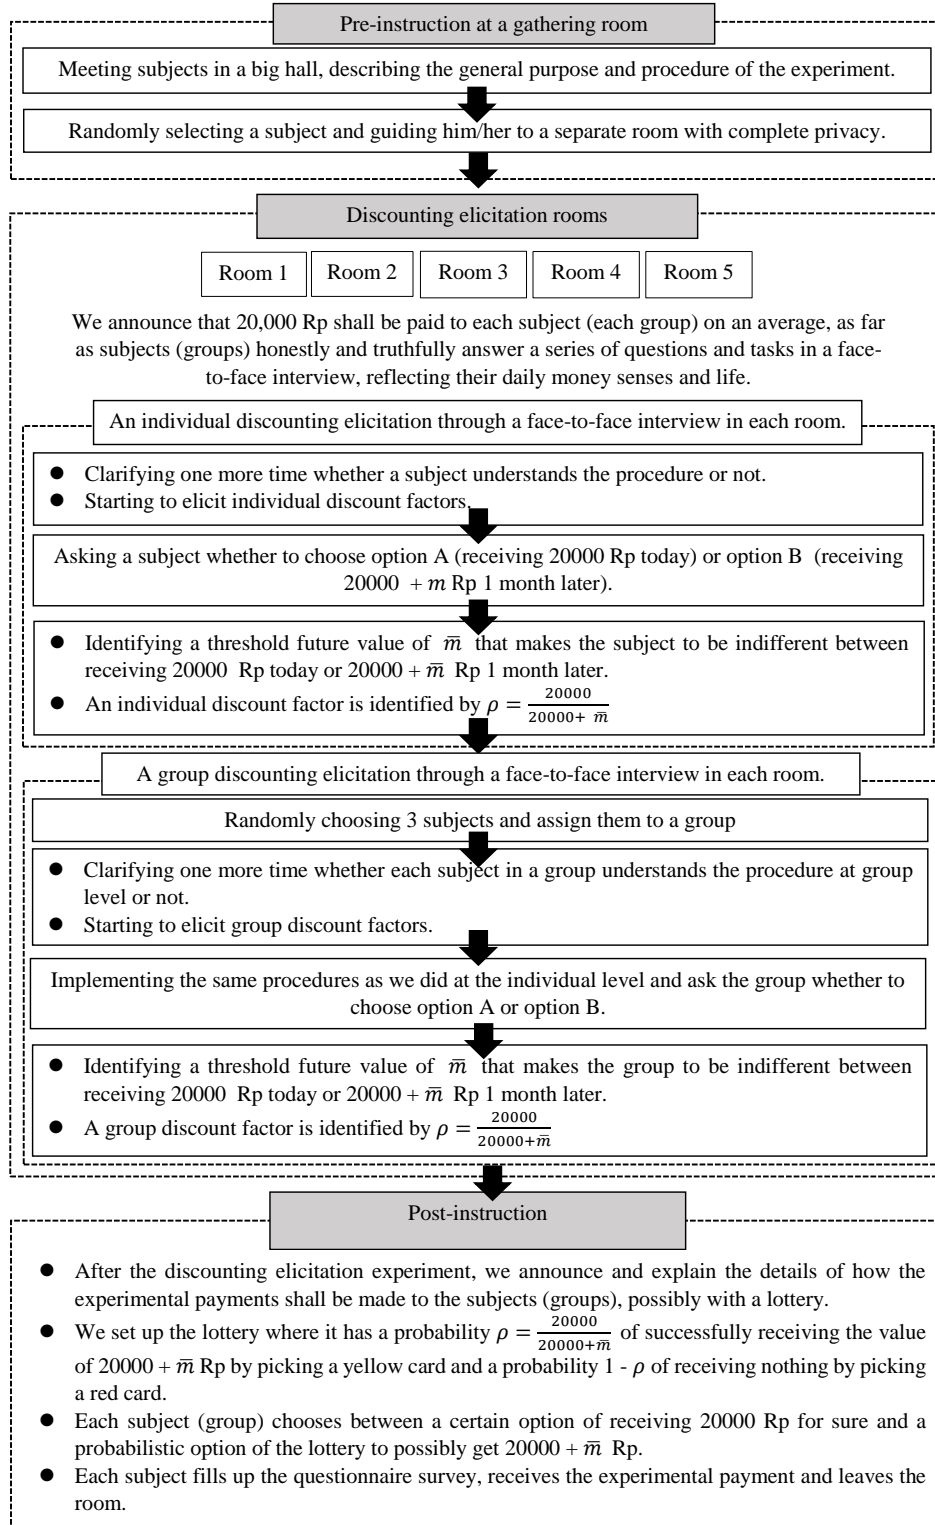 Pre-instruction at a gathering room
Meeting subjects in a big hall, describing the general purpose and procedure of the experiment.
Randomly selecting a subject and guiding him/her to a separate room with complete privacy.
Discounting elicitation rooms
Room 1
Room 2
Room 3
Room 4
Room 5
We announce that 20,000 Rp shall be paid to each subject (each group) on an average, as far
as subjects (groups) honestly and truthfully answer a series of questions and tasks in a face-
to-face interview, reflecting their daily money senses and life.
An individual discounting elicitation through a face-to-face interview in each room.
● Clarifying one more time whether a subject understands the procedure or not.
● Starting to elicit individual discount factors.
Asking a subject whether to choose option A (receiving 20000 Rp today) or option B (receiving
20000 + m Rp 1 month later).
● Identifying a threshold future value of m̅ that makes the subject to be indifferent between
receiving 20000 Rp today or 20000 + m̅ Rp 1 month later.
● An individual discount factor is identified by ρ = 20000 / 20000+ m̅
A group discounting elicitation through a face-to-face interview in each room.
Randomly choosing 3 subjects and assign them to a group
● Clarifying one more time whether each subject in a group understands the procedure at group
level or not.
● Starting to elicit group discount factors.
Implementing the same procedures as we did at the individual level and ask the group whether to
choose option A or option B.
● Identifying a threshold future value of m̅ that makes the group to be indifferent between
receiving 20000 Rp today or 20000 + m̅ Rp 1 month later.
● A group discount factor is identified by ρ = 20000 / 20000+m̅
Post-instruction
● After the discounting elicitation experiment, we announce and explain the details of how the
experimental payments shall be made to the subjects (groups), possibly with a lottery.
● We set up the lottery where it has a probability ρ = 20000 / 20000+m̅ of successfully receiving the value
of 20000 + m̅ Rp by picking a yellow card and a probability 1 - ρ of receiving nothing by picking
a red card.
● Each subject (group) chooses between a certain option of receiving 20000 Rp for sure and a
probabilistic option of the lottery to possibly get 20000 + m̅ Rp.
● Each subject fills up the questionnaire survey, receives the experimental payment and leaves the
room.